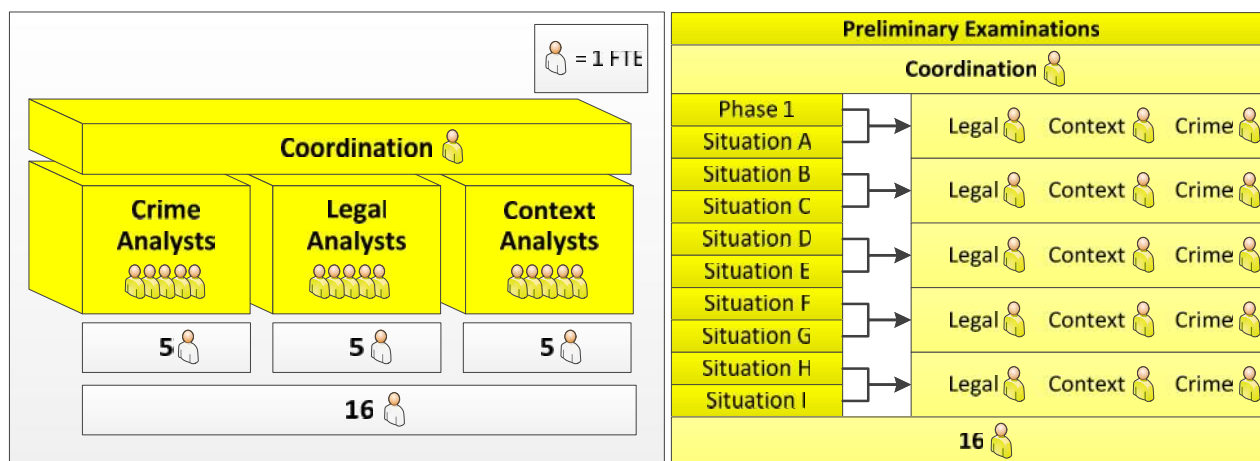 = 1 FTE
Coordination
Crime
Analysts
Legal
Analysts
Context
Analysts
5
5
5
16
Preliminary Examinations
Coordination
Phase 1
Situation A
Legal Context Crime
Situation B
Situation C
Legal Context Crime
Situation D
Situation E
Legal Context Crime
Situation F
Situation G
Legal Context Crime
Situation H
Situation I
Legal Context Crime
16